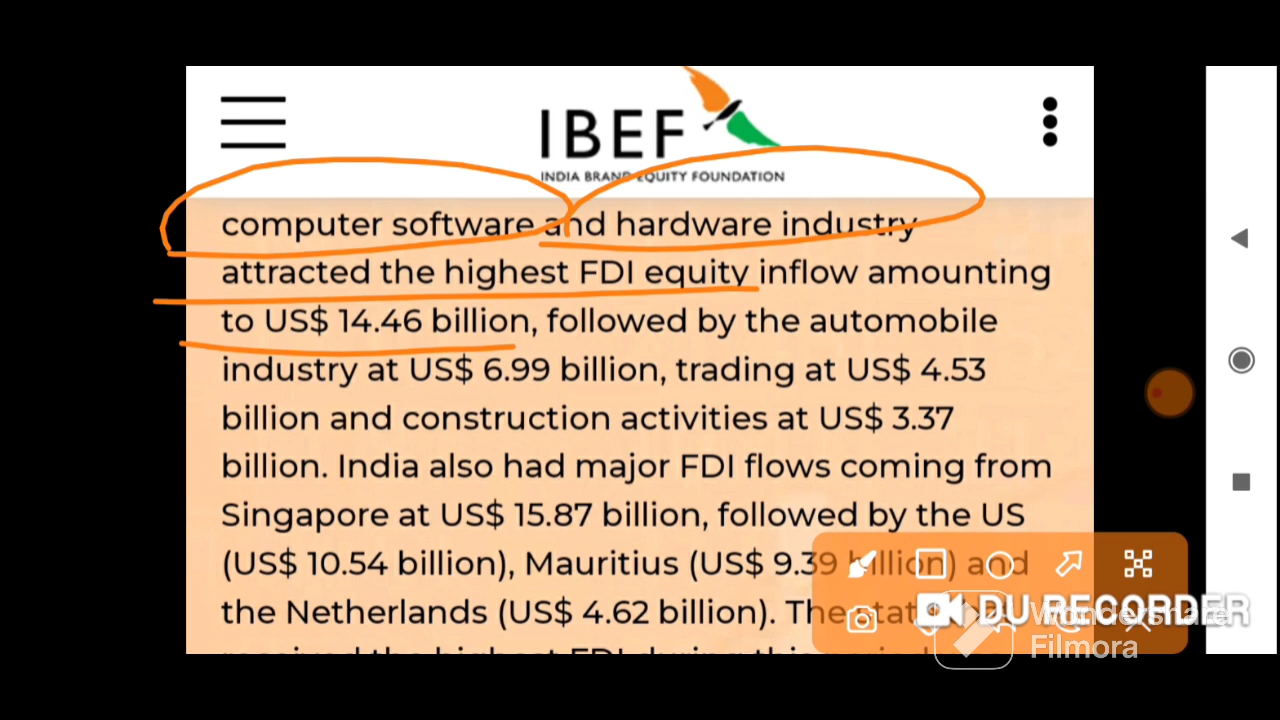 IBEF
INDIA BRAND EQUITY FOUNDATION
computer software and hardware industry
attracted the highest FDI equity inflow amounting
to US$ 14.46 billion, followed by the automobile
industry at US$ 6.99 billion, trading at US$ 4.53
billion and construction activities at US$ 3.37
billion. India also had major FDI flows coming from
Singapore at US$ 15.87 billion, followed by the US
(US$ 10.54 billion), Mauritius (US$ 9.39 billion) and
the Netherlands (US$ 4.62 billion). The
DU RECORDER
Wondershare
Filmora